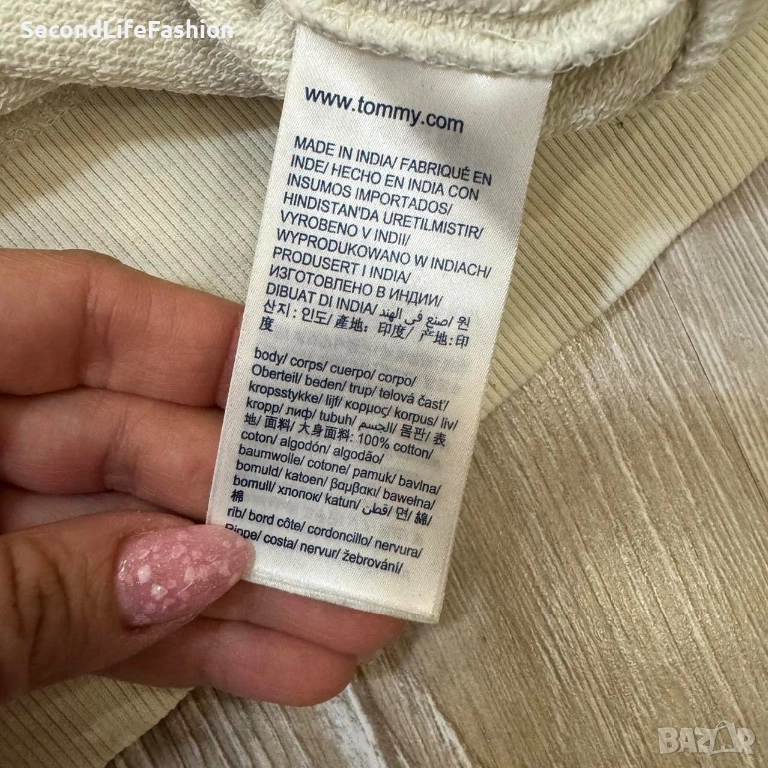 SecondLifeFashion
www.tommy.com
MADE IN INDIA/ FABRIQUÉ EN
INDE/ HECHO EN INDIA CON
INSUMOS IMPORTADOS/
HINDISTAN'DA URETILMISTIR/
VYROBENO V INDII/
WYPRODUKOWANO W INDIACH/
PRODUSERT I INDIA/
ИЗГОТОВЛЕНО В ИНДИИ/
DIBUAT DI INDIA/ صنع في الهند/ 원
산지: 인도/ 產地: 印度/ 产地: 印
度
body/ corps/ cuerpo/ corpo/
Oberteil/ beden/ trup/ telová časť/
kropsstykke/ lijf/ κορμος/ korpus/ liv/
kropp/ лиф/ tubuh/ الجسم/ 몸판/ 表
地/ 面料/ 大身面料: 100% cotton/
coton/ algodón/ algodão/
baumwolle/ cotone/ pamuk/ bavlna/
bomuld/ katoen/ βαμβακι/ bawełna/
bomull/ хлопок/ katun/ قطن/ 면/ 綿/
棉
rib/ bord côte/ cordoncillo/ nervura/
Rippe/ costa/ nervur/ žebrování/
BAZAR